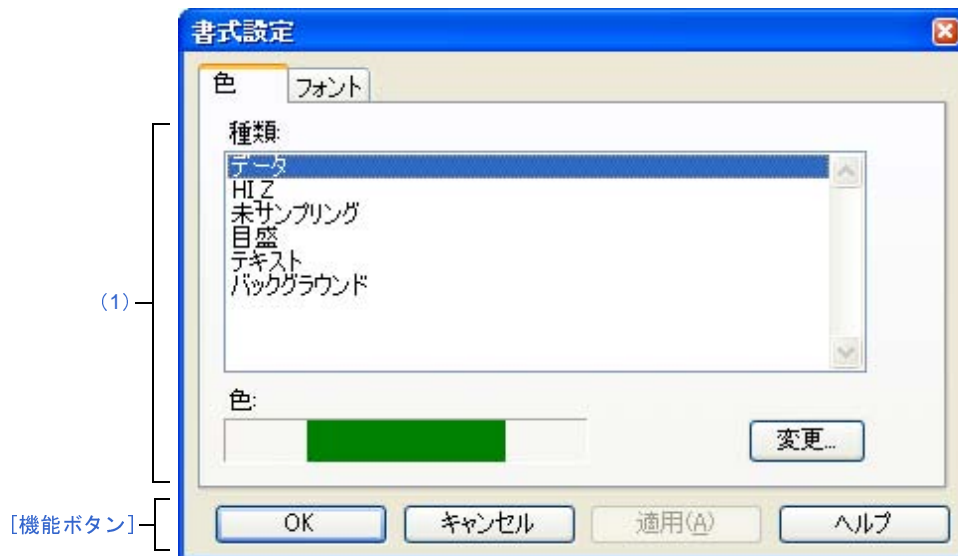 書式設定
色
フォント
種類:
データ
HI Z
未サンプリング
目盛
テキスト
バックグラウンド
(1)
色:
変更...
[機能ボタン]
OK
キャンセル
適用(A)
ヘルプ